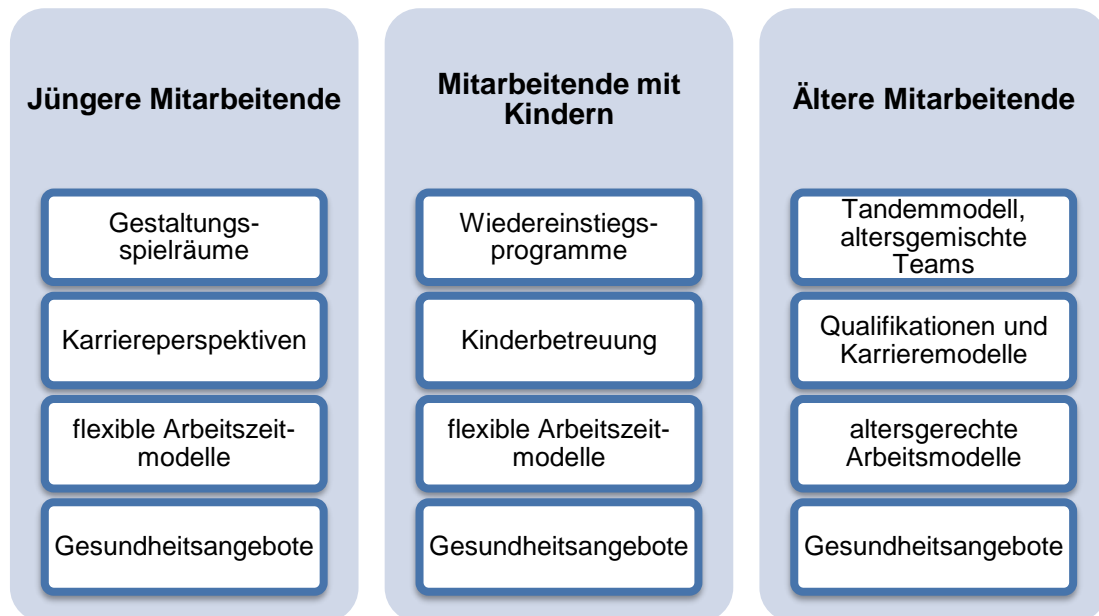 Jüngere Mitarbeitende
Gestaltungs-
spielräume
Karriereperspektiven
flexible Arbeitszeit-
modelle
Gesundheitsangebote
Mitarbeitende mit
Kindern
Wiedereinstiegs-
programme
Kinderbetreuung
flexible Arbeitszeit-
modelle
Gesundheitsangebote
Ältere Mitarbeitende
Tandemmodell,
altersgemischte
Teams
Qualifikationen und
Karrieremodelle
altersgerechte
Arbeitsmodelle
Gesundheitsangebote